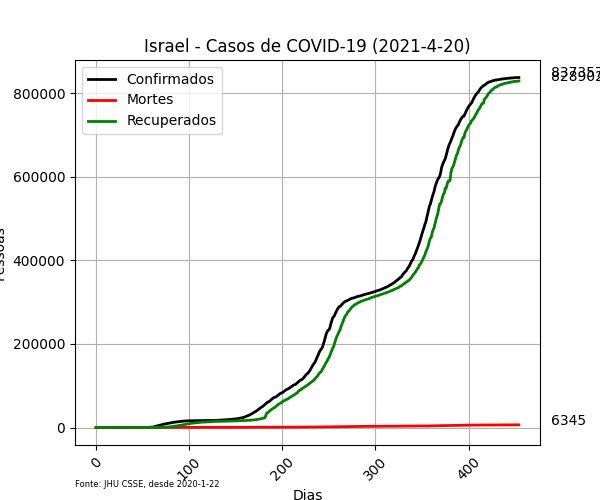 Israel - Casos de COVID-19 (2021-4-20)
Confirmados
Mortes
Recuperados
800000
600000
400000
200000
0
6345
0
100
200
300
400
Fonte: JHU CSSE, desde 2020-1-22
Dias